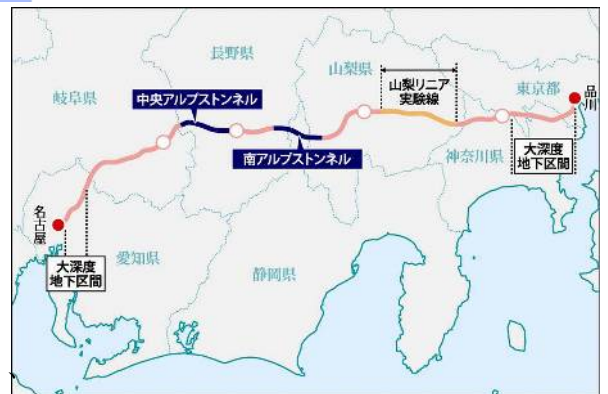 長野県
山梨県
山梨リニア
実験線
東京都
品川
岐阜県
中央アルプストンネル
南アルプストンネル
神奈川県
大深度
地下区間
名古屋
愛知県
大深度
地下区間
静岡県